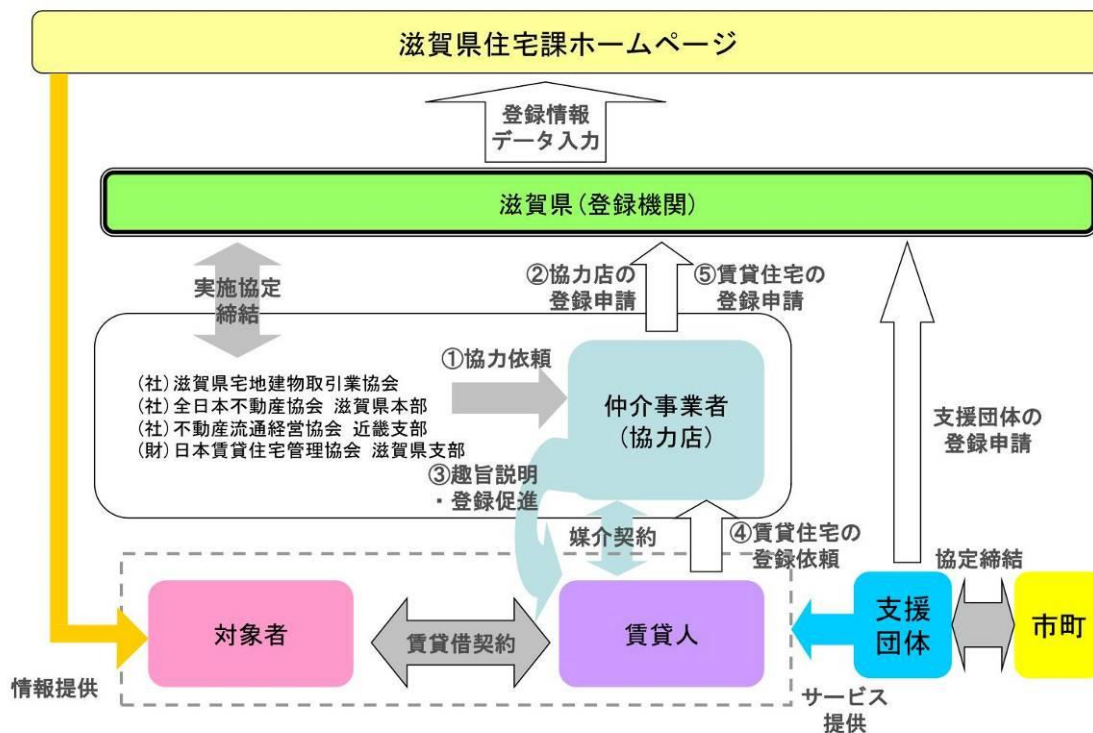 滋賀県住宅課ホームページ
登録情報
データ入力
滋賀県(登録機関)
実施協定
締結
②協力店の
登録申請
⑤賃貸住宅の
登録申請
①協力依頼
(社)滋賀県宅地建物取引業協会
(社)全日本不動産協会 滋賀県本部
(社)不動産流通経営協会 近畿支部
(財)日本賃貸住宅管理協会 滋賀県支部
仲介事業者
(協力店)
支援団体の
登録申請
③趣旨説明
・登録促進
媒介契約
④賃貸住宅の
登録依頼
協定締結
対象者
賃貸借契約
賃貸人
支援
団体
市町
情報提供
サービス
提供